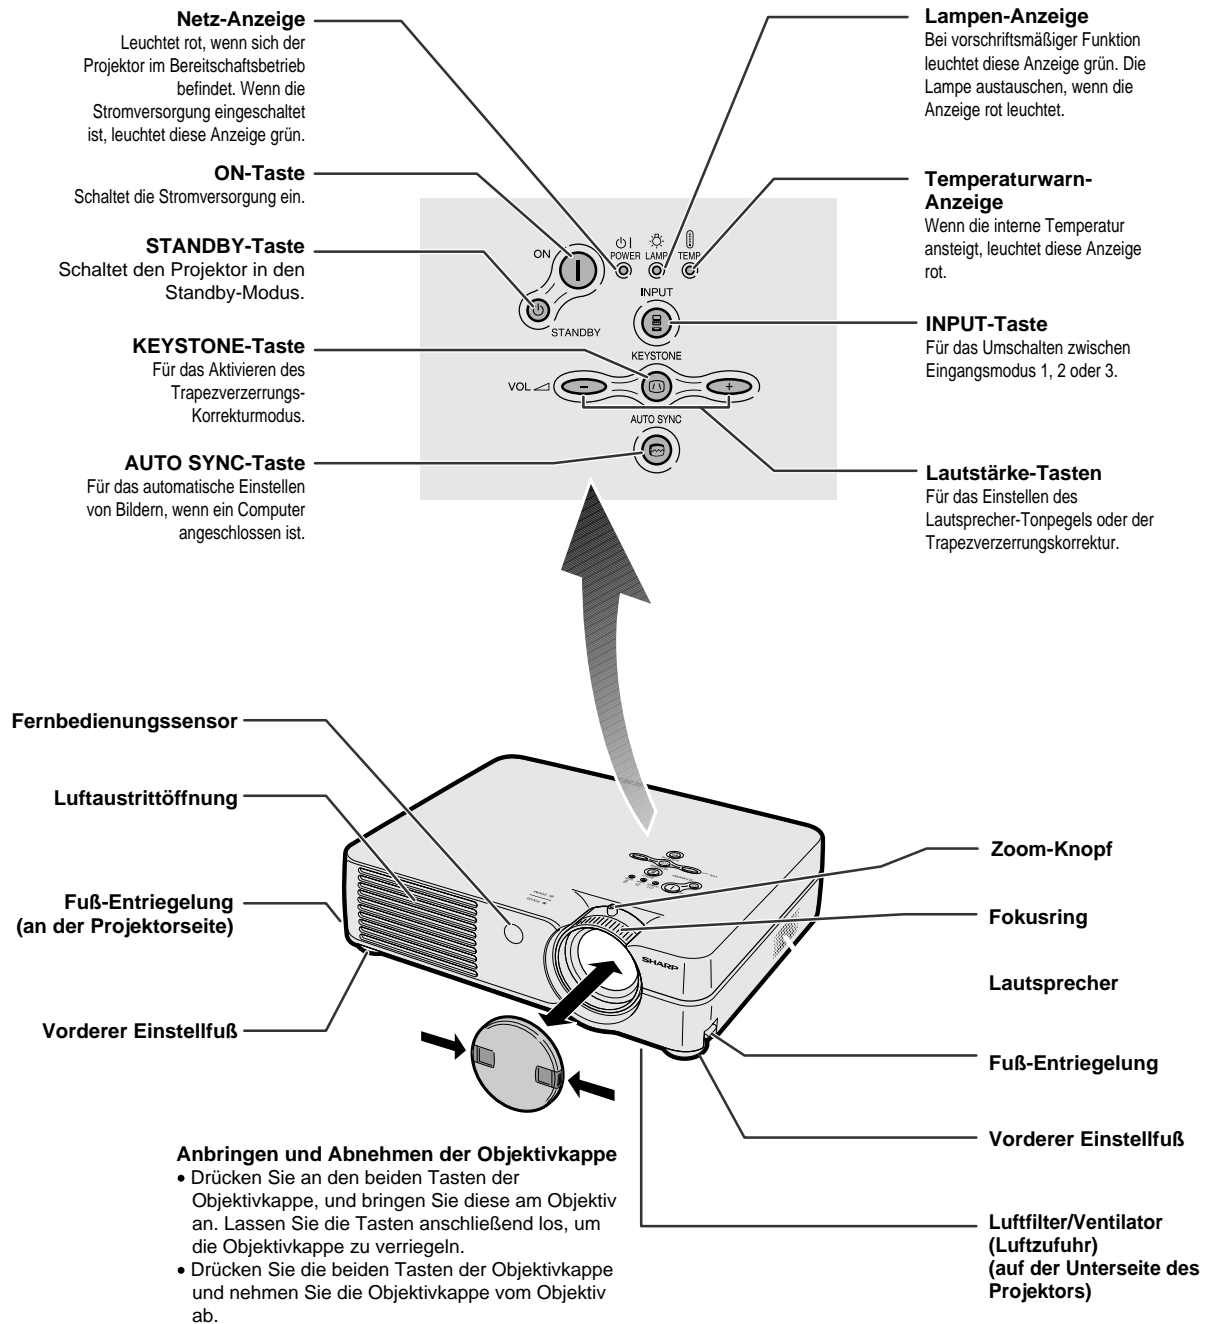 Netz-Anzeige
Leuchtet rot, wenn sich der
Projektor im Bereitschaftsbetrieb
befindet. Wenn die
Stromversorgung eingeschaltet
ist, leuchtet diese Anzeige grün.
ON-Taste
Schaltet die Stromversorgung ein.
STANDBY-Taste
Schaltet den Projektor in den
Standby-Modus.
KEYSTONE-Taste
Für das Aktivieren des
Trapezverzerrungs-
Korrekturmodus.
AUTO SYNC-Taste
Für das automatische Einstellen
von Bildern, wenn ein Computer
angeschlossen ist.
ON
POWER
LAMP
TEMP
INPUT
STANDBY
KEYSTONE
VOL
−
+
AUTO SYNC
Lampen-Anzeige
Bei vorschriftsmäßiger Funktion
leuchtet diese Anzeige grün. Die
Lampe austauschen, wenn die
Anzeige rot leuchtet.
Temperaturwarn-
Anzeige
Wenn die interne Temperatur
ansteigt, leuchtet diese Anzeige
rot.
INPUT-Taste
Für das Umschalten zwischen
Eingangsmodus 1, 2 oder 3.
Lautstärke-Tasten
Für das Einstellen des
Lautsprecher-Tonpegels oder der
Trapezverzerrungskorrektur.
Fernbedienungssensor
Luftaustrittöffnung
Fuß-Entriegelung
(an der Projektorseite)
Vorderer Einstellfuß
SHARP
Zoom-Knopf
Fokusring
Lautsprecher
Fuß-Entriegelung
Vorderer Einstellfuß
Luftfilter/Ventilator
(Luftzufuhr)
(auf der Unterseite des
Projektors)
Anbringen und Abnehmen der Objektivkappe
• Drücken Sie an den beiden Tasten der
Objektivkappe, und bringen Sie diese am Objektiv
an. Lassen Sie die Tasten anschließend los, um
die Objektivkappe zu verriegeln.
• Drücken Sie die beiden Tasten der Objektivkappe
und nehmen Sie die Objektivkappe vom Objektiv
ab.